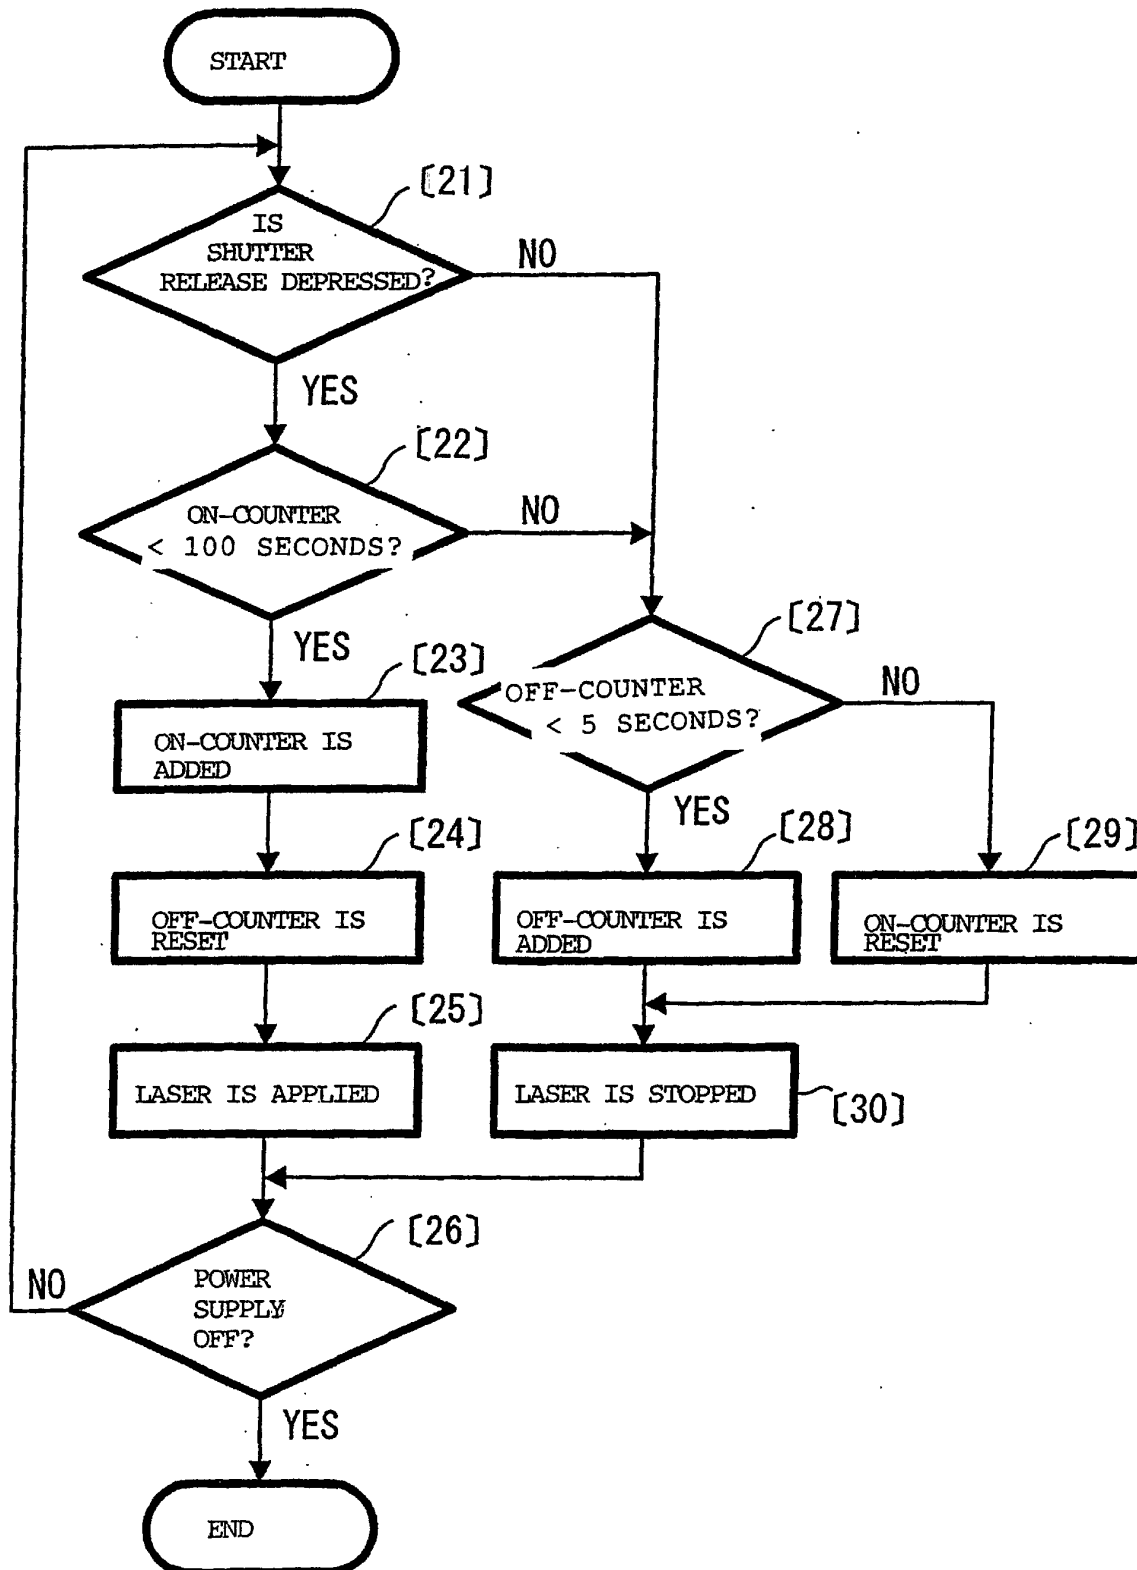 START
[21]
IS
SHUTTER
RELEASE DEPRESSED?
NO
YES
[22]
ON-COUNTER
< 100 SECONDS?
NO
YES
[23]
ON-COUNTER IS
ADDED
[27]
OFF-COUNTER
< 5 SECONDS?
NO
YES
[24]
OFF-COUNTER IS
RESET
[28]
OFF-COUNTER IS
ADDED
[29]
ON-COUNTER IS
RESET
[25]
LASER IS APPLIED
LASER IS STOPPED
[30]
[26]
POWER
SUPPLY
OFF?
NO
YES
END